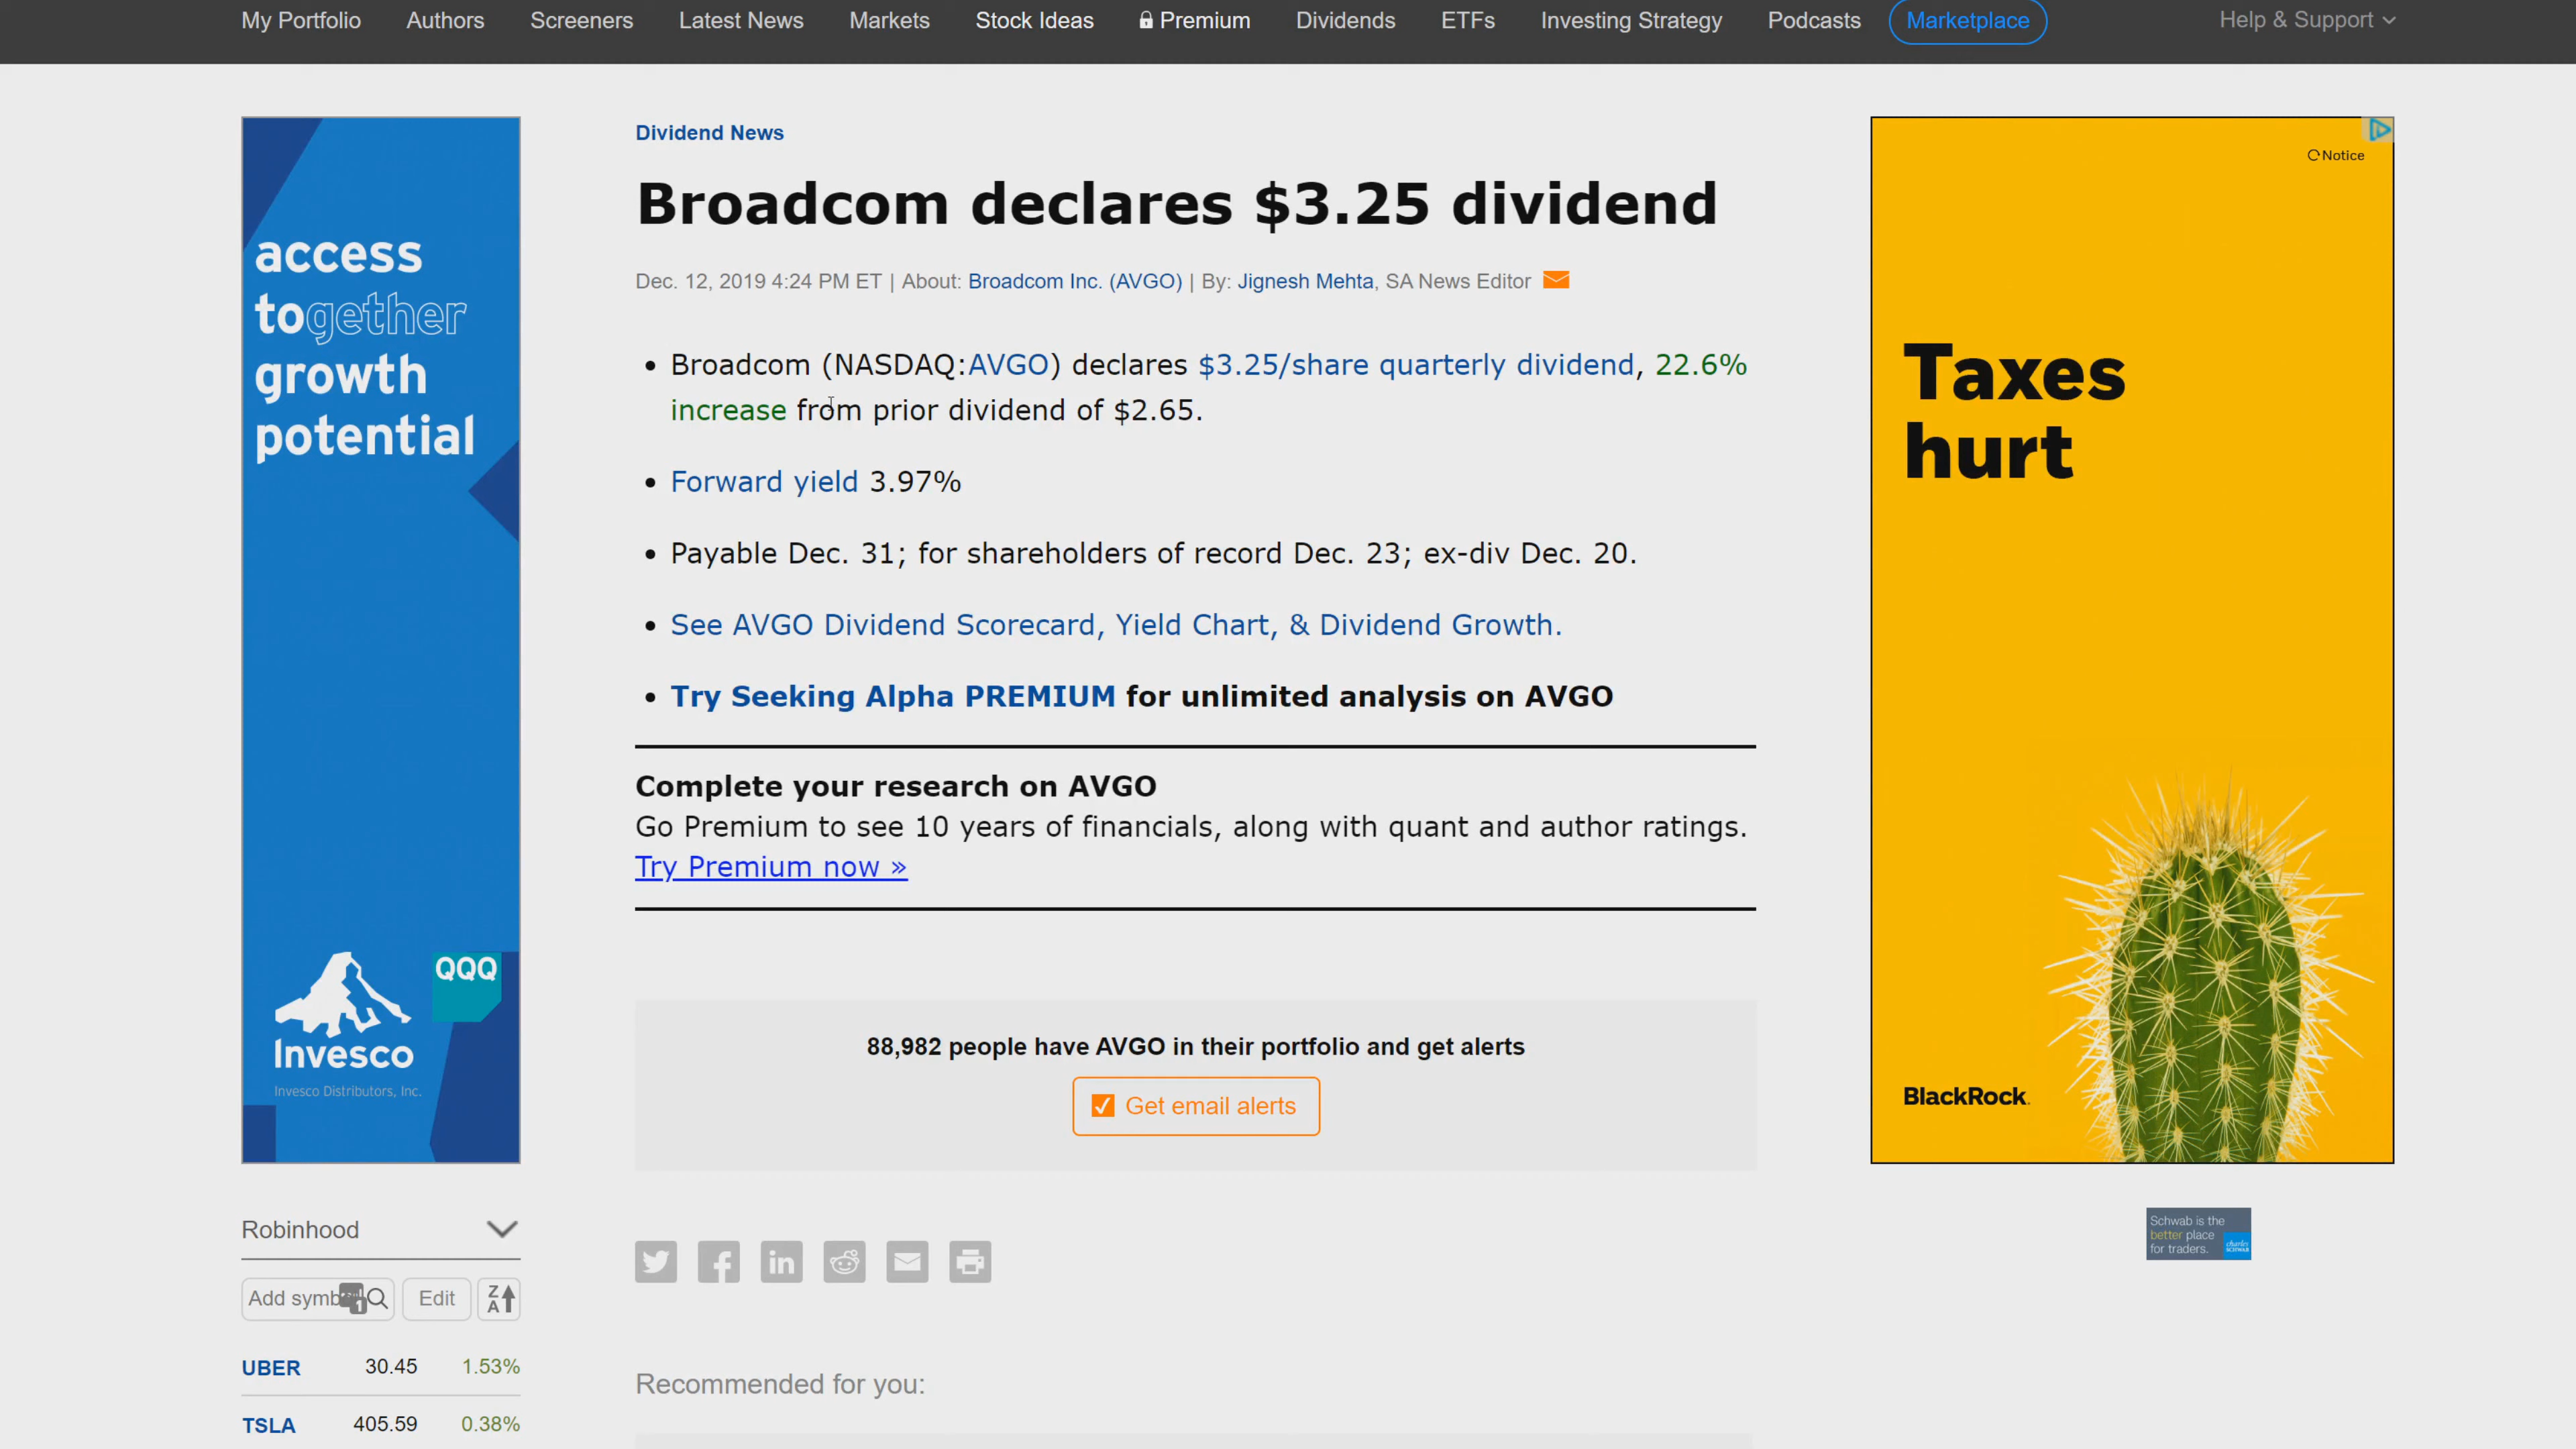 My Portfolio Authors Screeners Latest News Markets Stock Ideas Premium Dividends ETFs Investing Strategy Podcasts Marketplace Help & Support
access
together
growth
potential
QQQ
Invesco
Invesco Distributors, Inc.
Dividend News
Broadcom declares $3.25 dividend
Dec. 12, 2019 4:24 PM ET | About: Broadcom Inc. (AVGO) | By: Jignesh Mehta, SA News Editor
• Broadcom (NASDAQ:AVGO) declares $3.25/share quarterly dividend, 22.6%
increase from prior dividend of $2.65.
• Forward yield 3.97%
• Payable Dec. 31; for shareholders of record Dec. 23; ex-div Dec. 20.
• See AVGO Dividend Scorecard, Yield Chart, & Dividend Growth.
• Try Seeking Alpha PREMIUM for unlimited analysis on AVGO
Complete your research on AVGO
Go Premium to see 10 years of financials, along with quant and author ratings.
Try Premium now »
88,982 people have AVGO in their portfolio and get alerts
Get email alerts
Recommended for you:
Notice
Taxes
hurt
BlackRock.
Schwab is the
better place
for traders.
charles
SCHWAB
Robinhood
Add symb
1
Edit
Z
A
UBER 30.45 1.53%
TSLA 405.59 0.38%